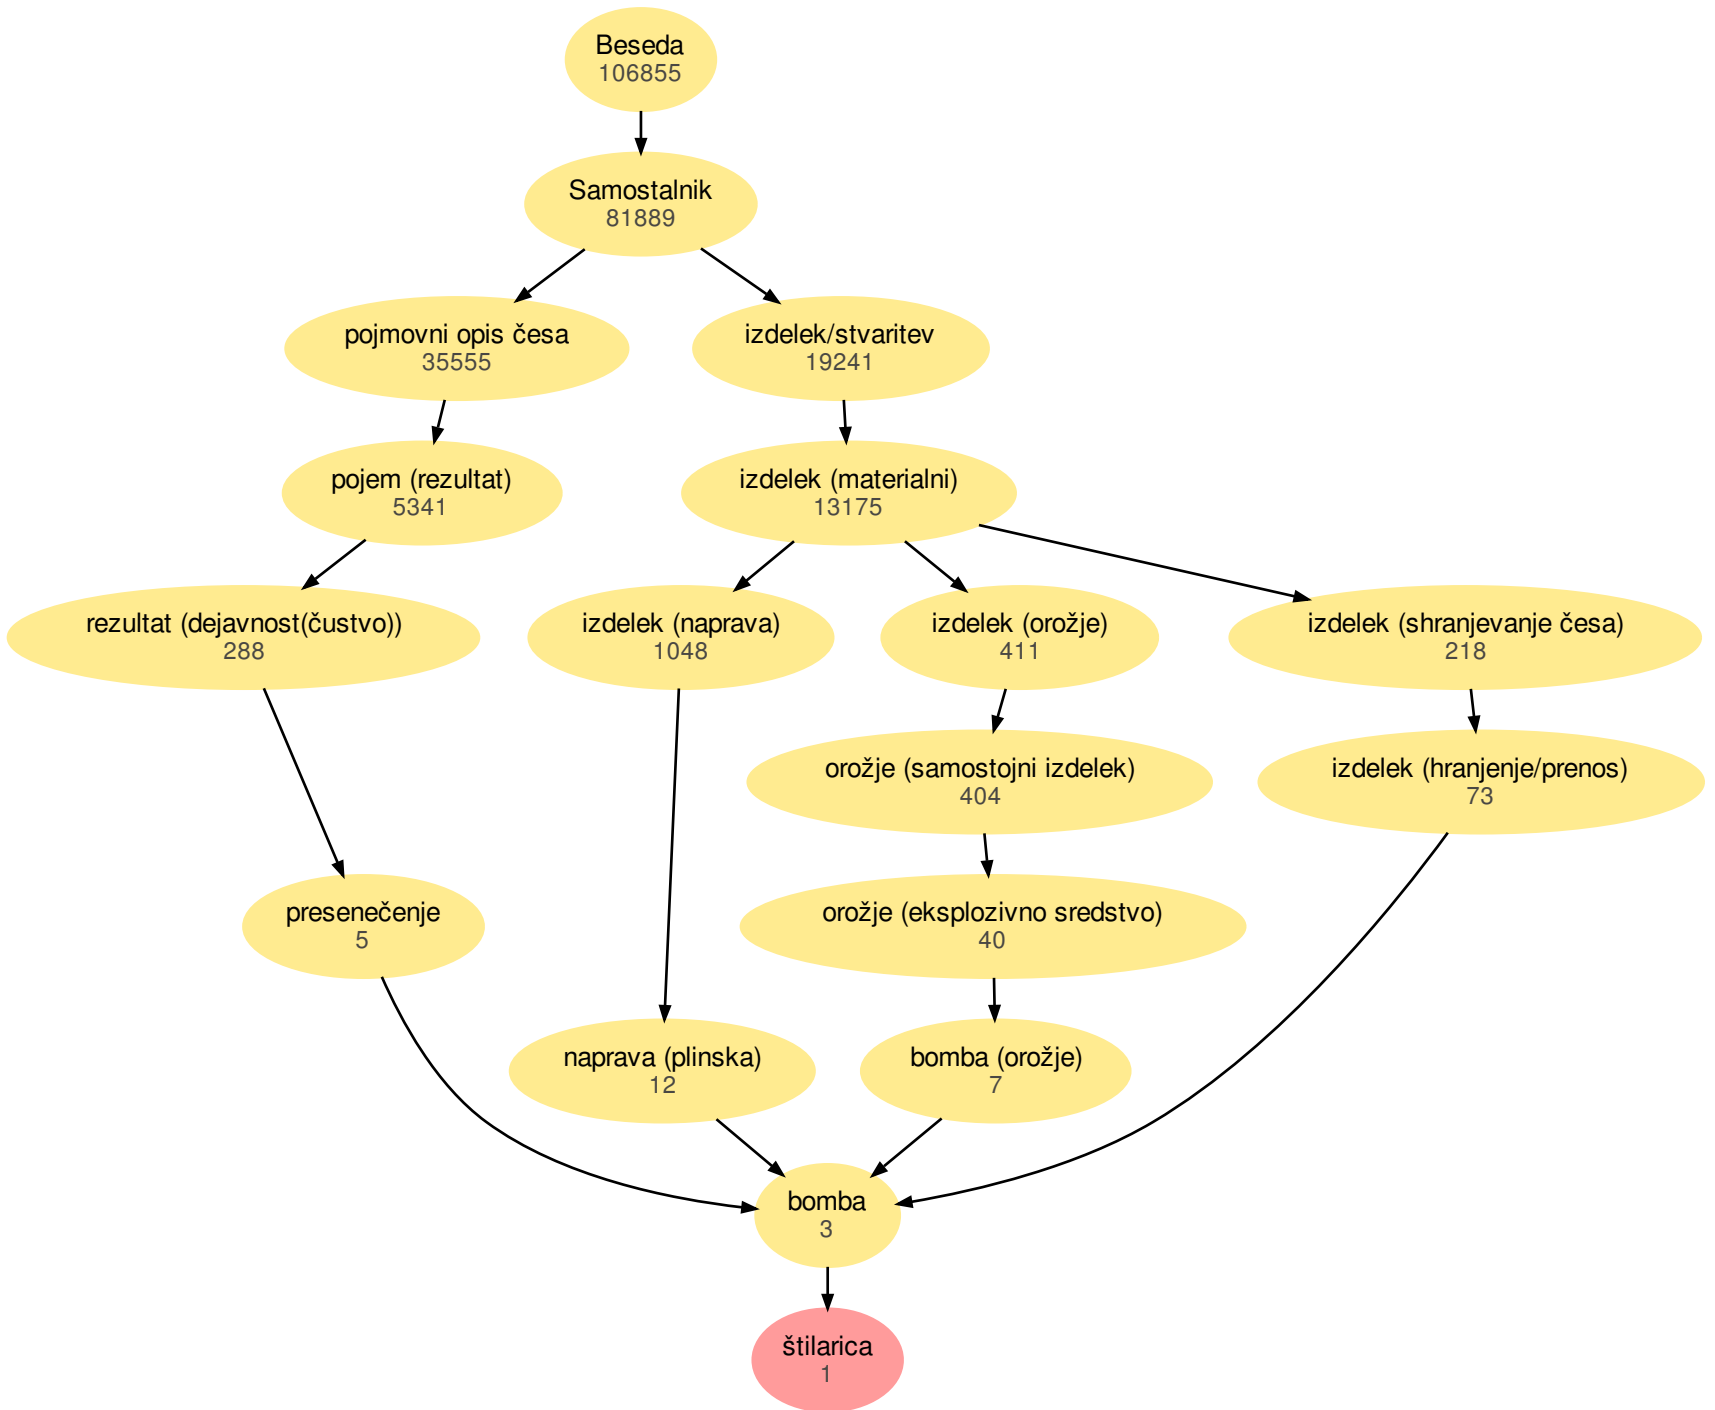 Beseda
106855
Samostalnik
81889
pojmovni opis česa
35555
izdelek/stvaritev
19241
pojem (rezultat)
5341
izdelek (materialni)
13175
rezultat (dejavnost(čustvo))
288
izdelek (naprava)
1048
izdelek (orožje)
411
izdelek (shranjevanje česa)
218
orožje (samostojni izdelek)
404
izdelek (hranjenje/prenos)
73
presenečenje
5
orožje (eksplozivno sredstvo)
40
naprava (plinska)
12
bomba (orožje)
7
bomba
3
štilarica
1